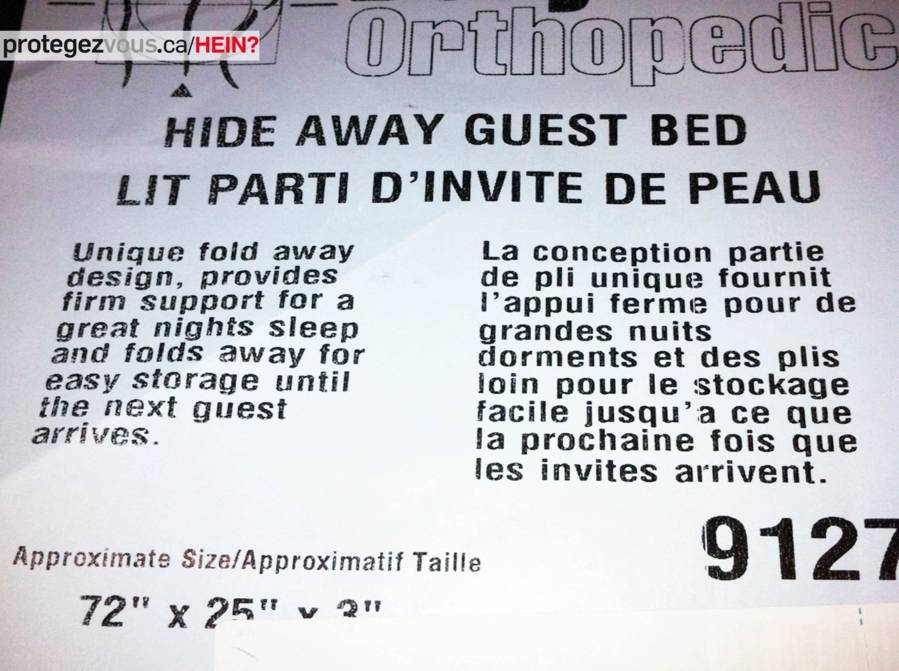 protegezvous.ca/HEIN?
Orthopedic
HIDE AWAY GUEST BED
LIT PARTI D'INVITE DE PEAU
Unique fold away
design, provides
firm support for a
great nights sleep
and folds away for
easy storage until
the next guest
arrives.
La conception partie
de pli unique fournit
l'appui ferme pour de
grandes nuits
dorments et des plis
loin pour le stockage
facile jusqu'a ce que
la prochaine fois que
les invites arrivent.
9127
Approximate Size/Approximatif Taille
72" x 25" x 3"